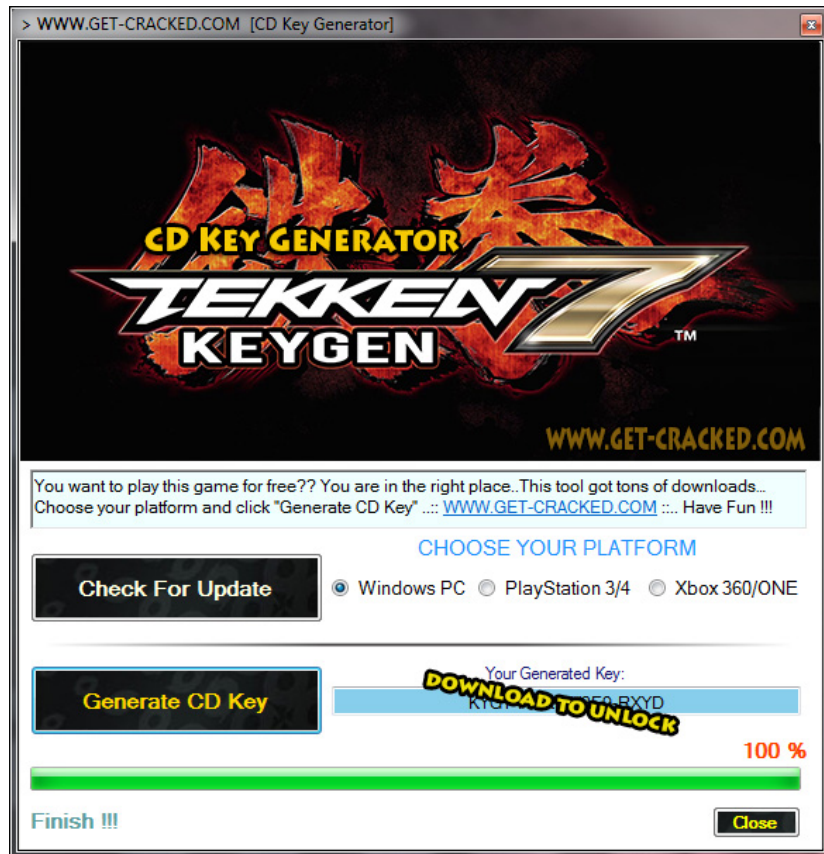 > WWW.GET-CRACKED.COM [CD Key Generator]
鉄拳
CD KEY GENERATOR
TEKKEN 7
TM
KEYGEN
WWW.GET-CRACKED.COM
You want to play this game for free?? You are in the right place..This tool got tons of downloads...
Choose your platform and click "Generate CD Key" ..:: WWW.GET-CRACKED.COM ::.. Have Fun !!!
CHOOSE YOUR PLATFORM
Check For Update
Windows PC PlayStation 3/4 Xbox 360/ONE
Your Generated Key:
Generate CD Key
DOWNLOAD TO UNLOCK
100 %
Finish !!!
Close